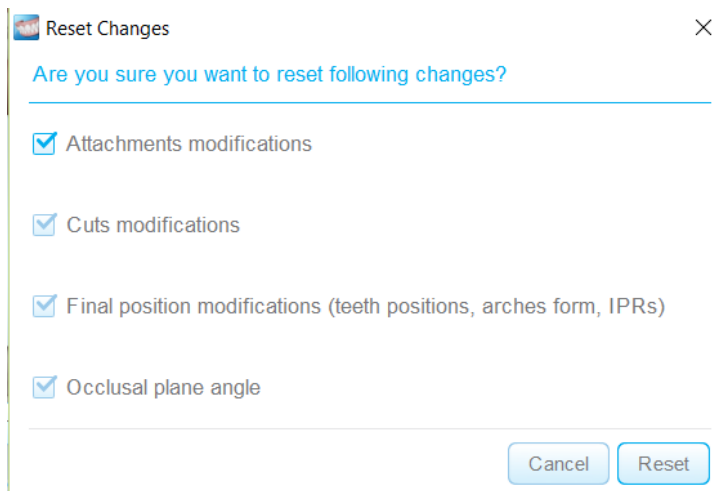 Reset Changes
Are you sure you want to reset following changes?
Attachments modifications
Cuts modifications
Final position modifications (teeth positions, arches form, IPRs)
Occlusal plane angle
Cancel Reset